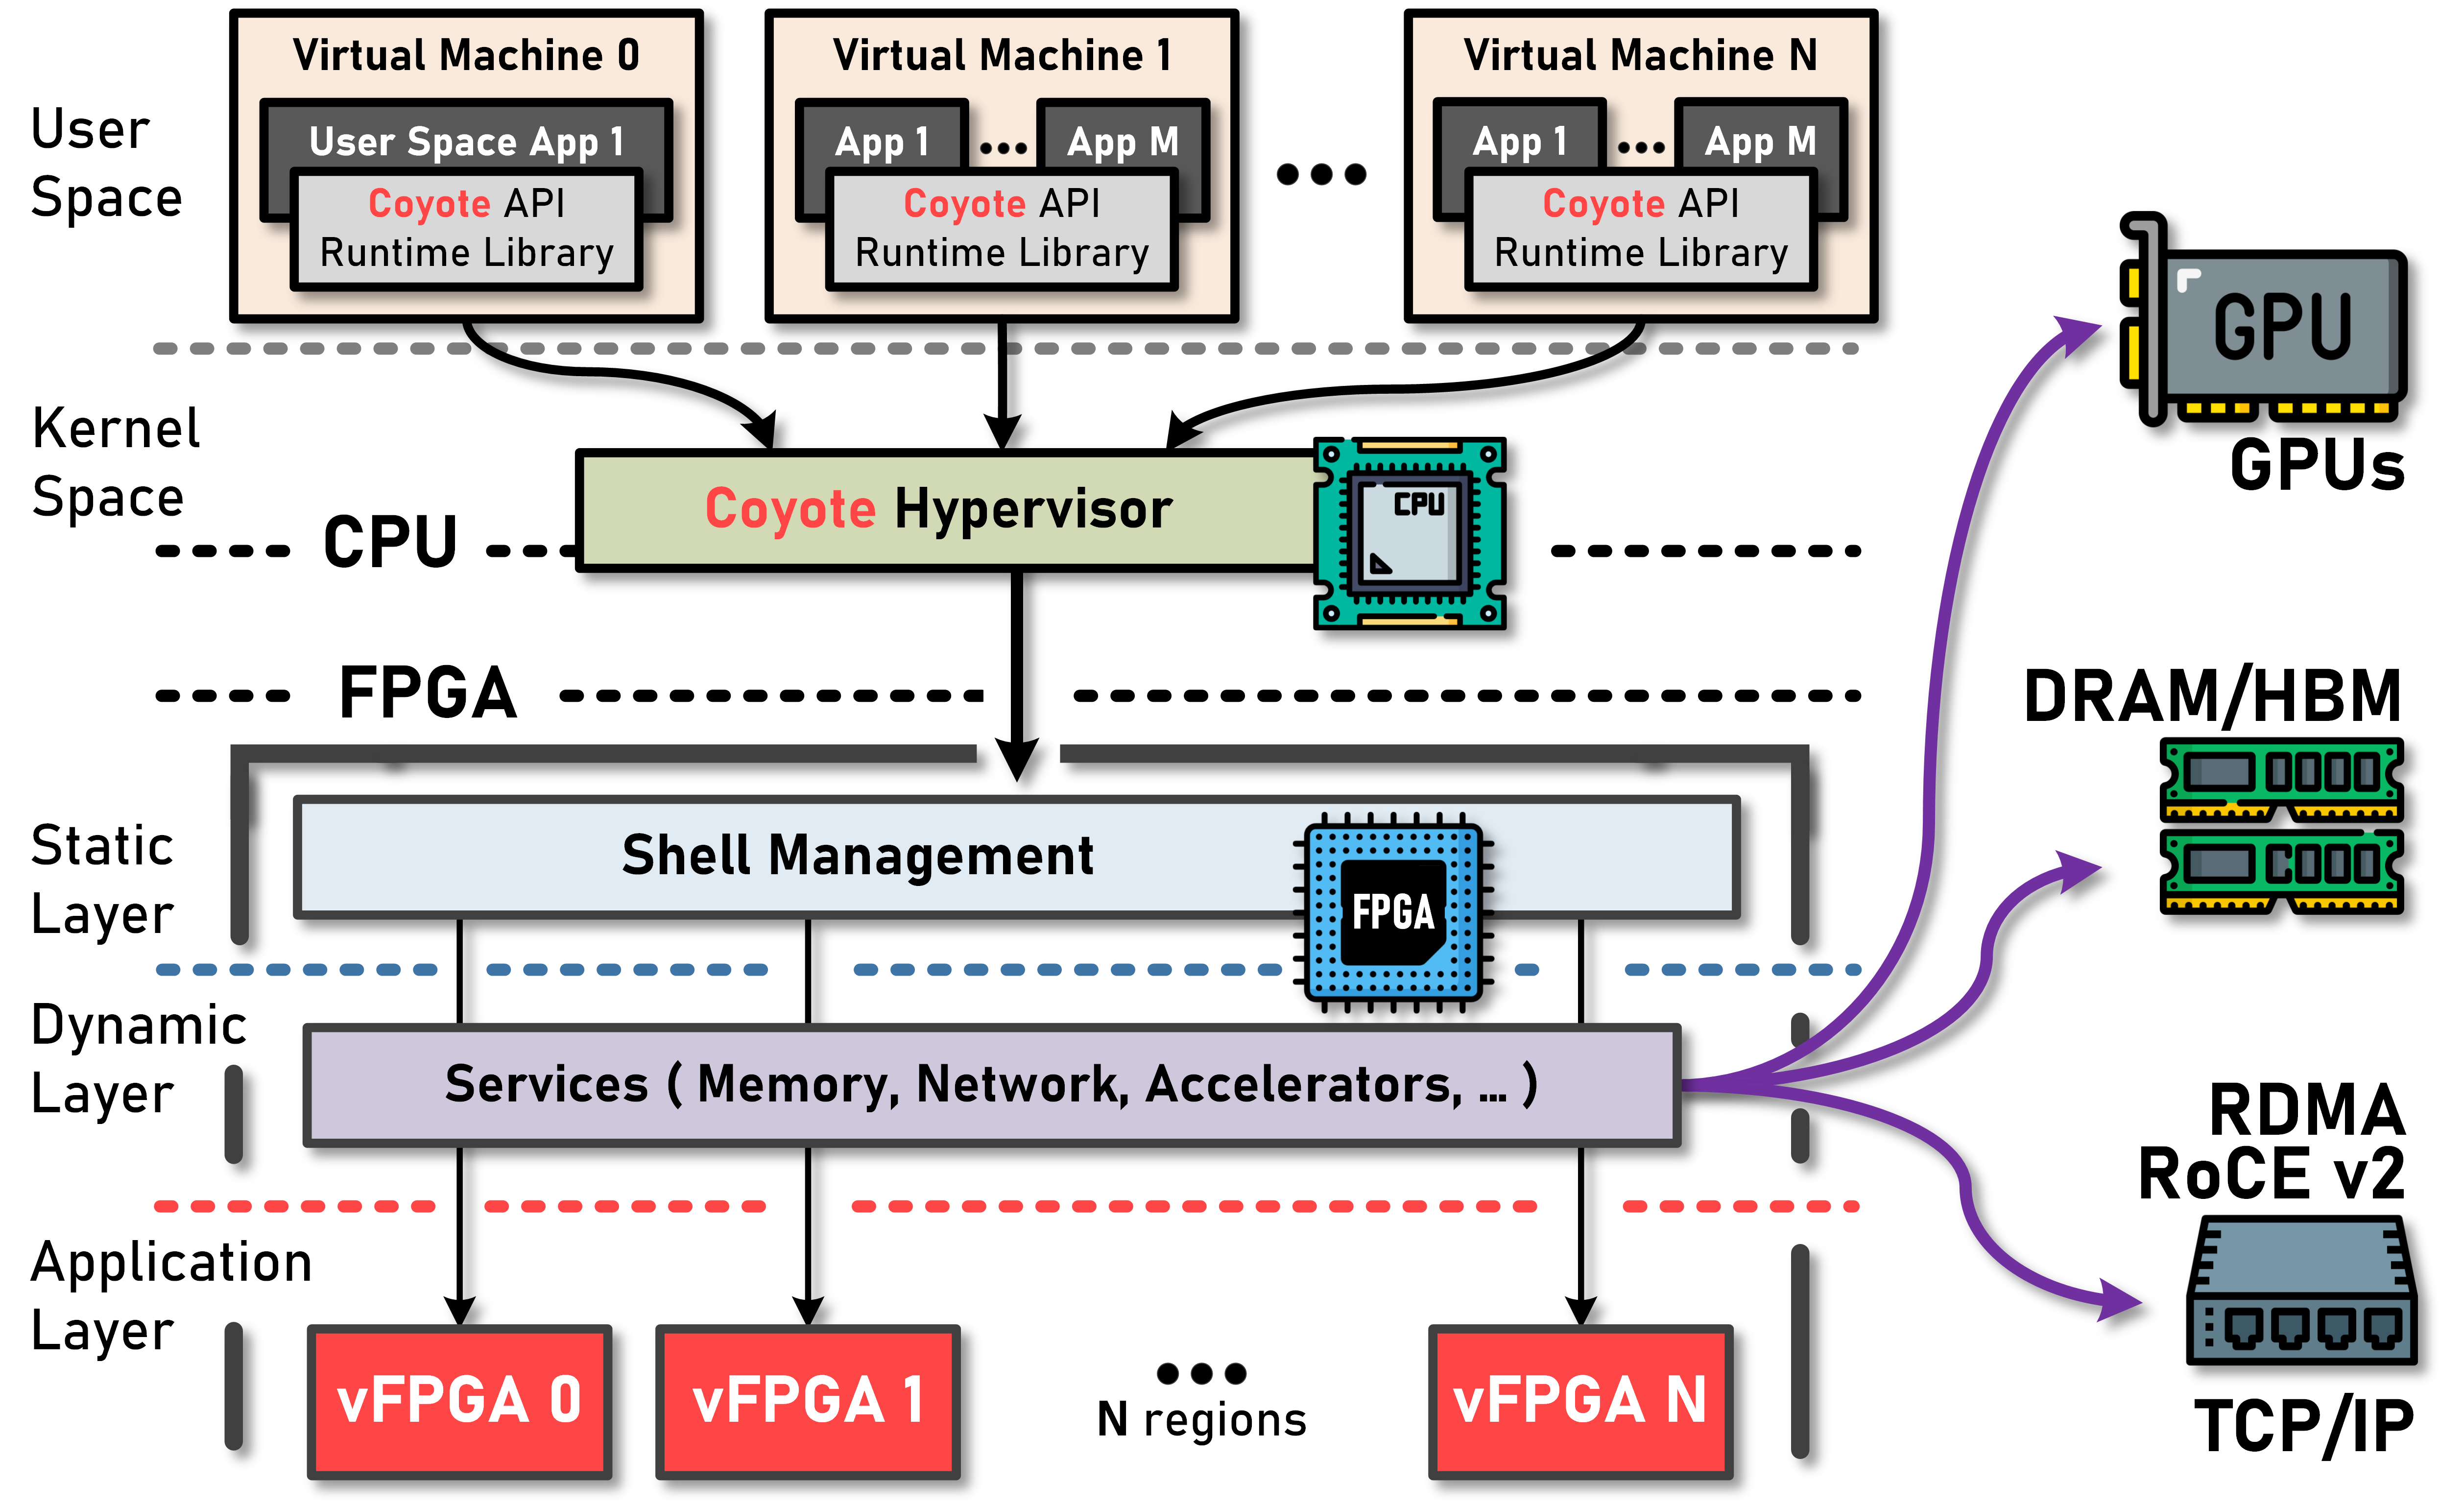 Virtual Machine 0
Virtual Machine 1
Virtual Machine N
User
Space
User Space App 1
Coyote API
Runtime Library
App 1
...
App M
Coyote API
Runtime Library
...
App 1
...
App M
Coyote API
Runtime Library
GPU
GPUs
Kernel
Space
Coyote Hypervisor
CPU
CPU
FPGA
DRAM/HBM
Static
Layer
Shell Management
FPGA
Dynamic
Layer
Services ( Memory, Network, Accelerators, ... )
RDMA
RoCE v2
TCP/IP
Application
Layer
vFPGA 0
vFPGA 1
...
N regions
vFPGA N